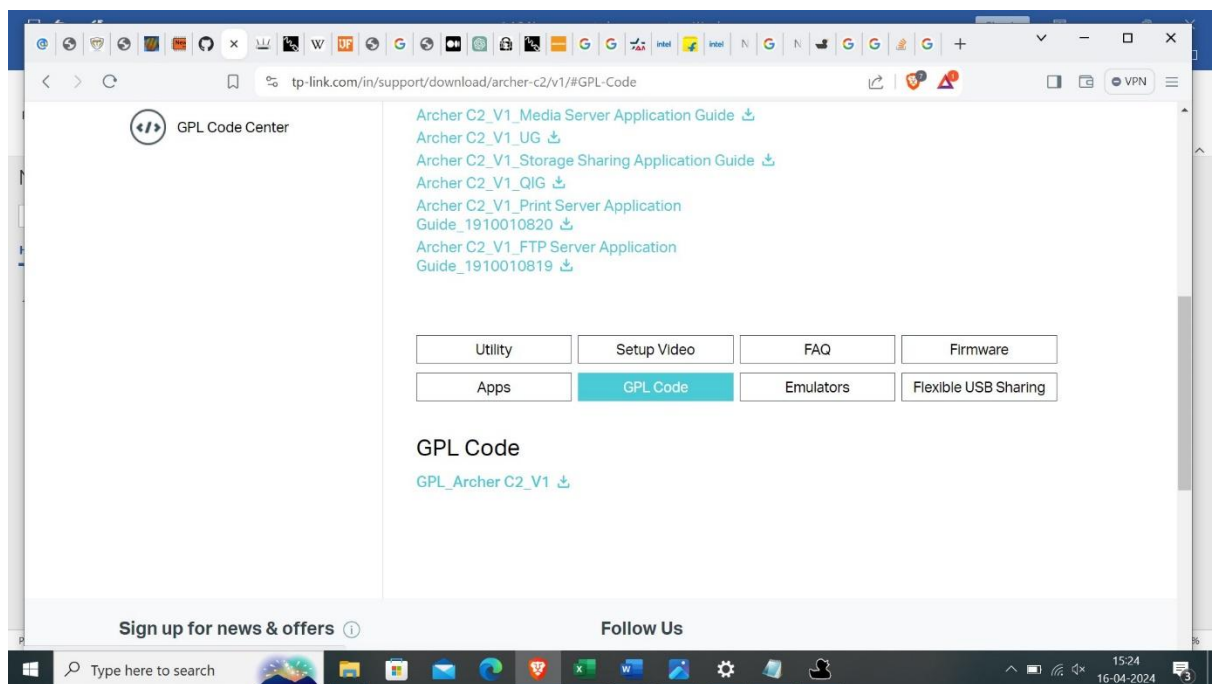 tp-link.com/in/support/download/archer-c2/v1/#GPL-Code
VPN
GPL Code Center
Archer C2_V1_Media Server Application Guide
Archer C2_V1_UG
Archer C2_V1_Storage Sharing Application Guide
Archer C2_V1_QIG
Archer C2_V1_Print Server Application
Guide_1910010820
Archer C2_V1_FTP Server Application
Guide_1910010819
Utility Setup Video FAQ Firmware
Apps GPL Code Emulators Flexible USB Sharing
GPL Code
GPL_Archer C2_V1
Sign up for news & offers Follow Us
Type here to search
15:24
16-04-2024